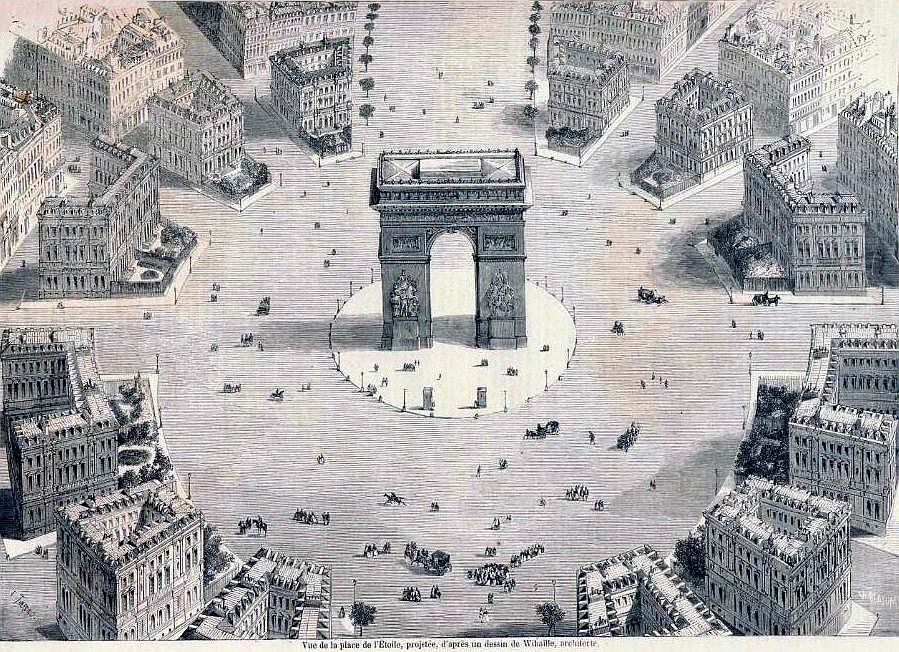 Vue de la place de l'Étoile, projetée, d'après un dessin de Wibaille, architecte.